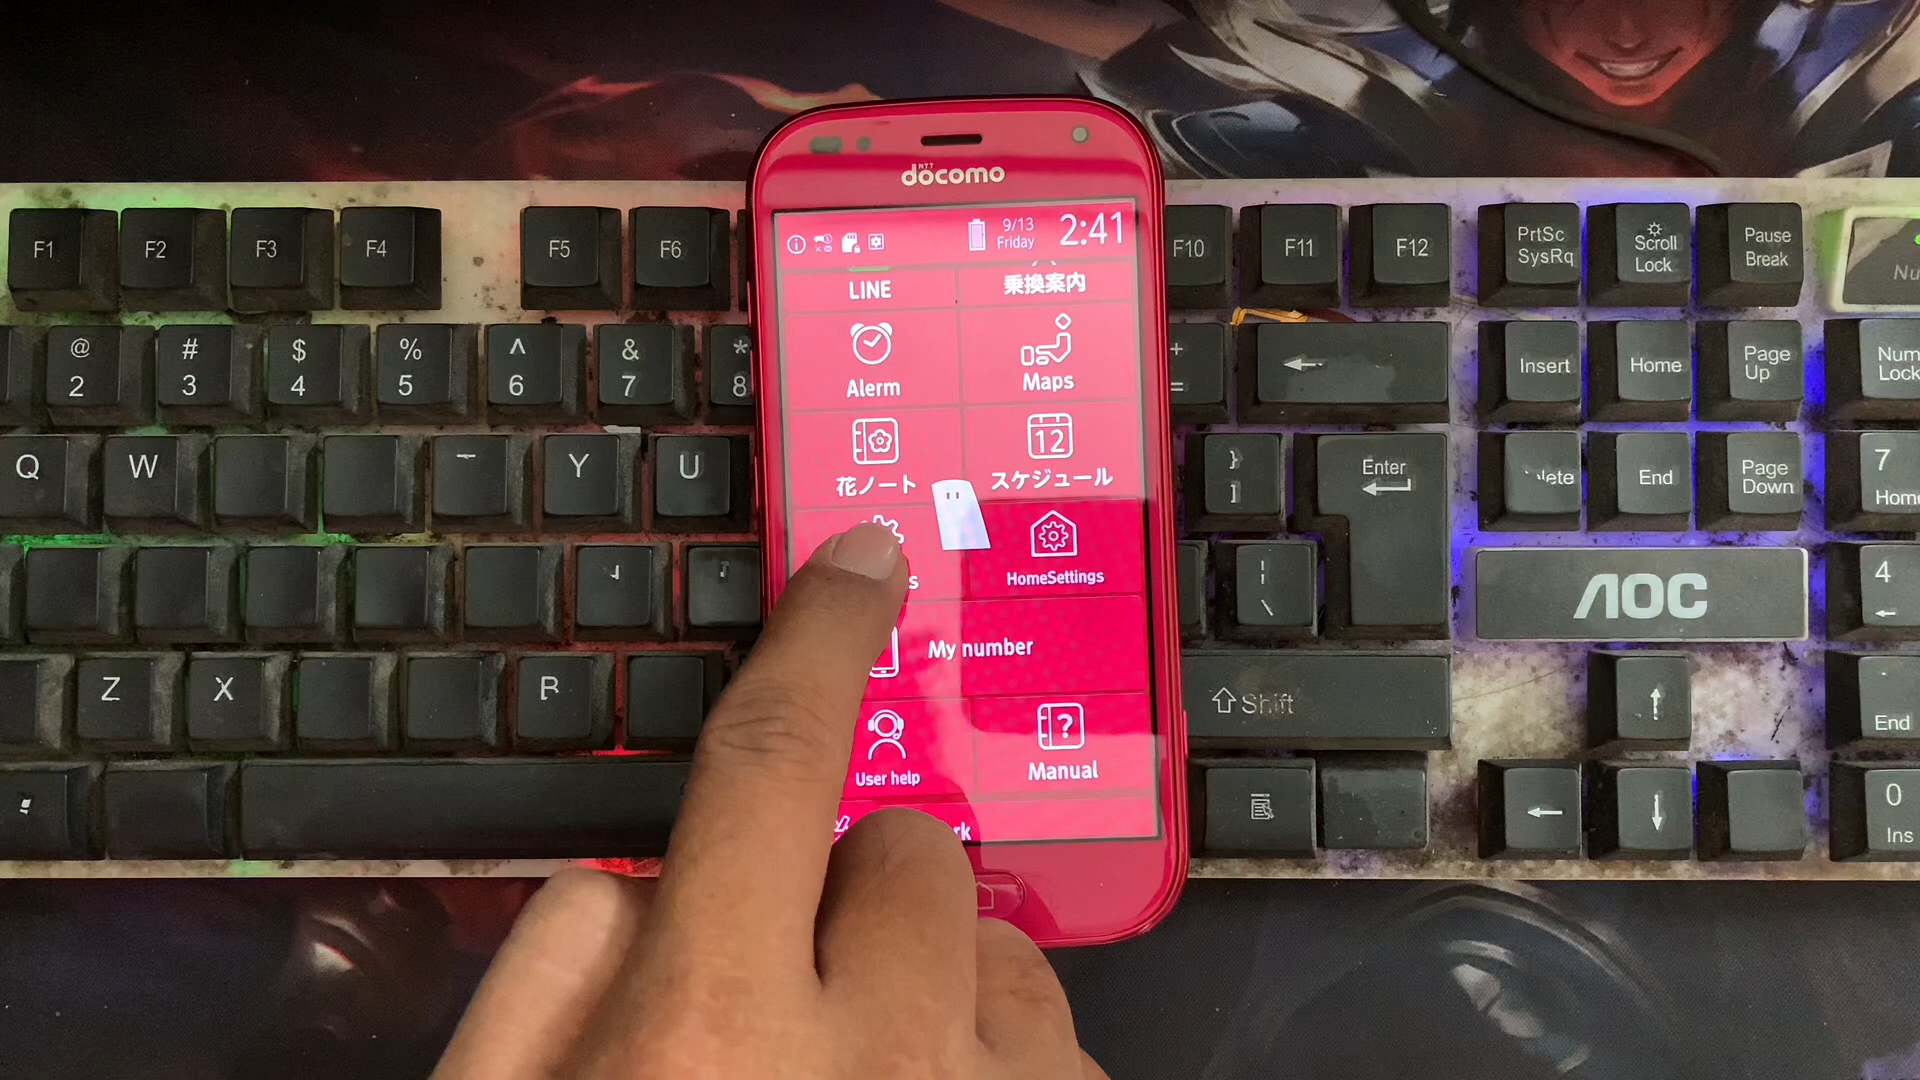 NTT
docomo
9/13
Friday
2:41
LINE
乗換案内
Alerm
Maps
花ノート
スケジュール
HomeSettings
My number
User help
Manual
F1
F2
F3
F4
F5
F6
F10
F11
F12
PrtSc
SysRq
Scroll
Lock
Pause
Break
@
2
#
3
$
4
%
5
^
6
&
7
*
8
+
=
Insert
Home
Page
Up
Num
Lock
Q
W
Y
U
}
]
Enter
End
Page
Down
7
Home
AOC
4
Z
X
Shift
End
0
Ins